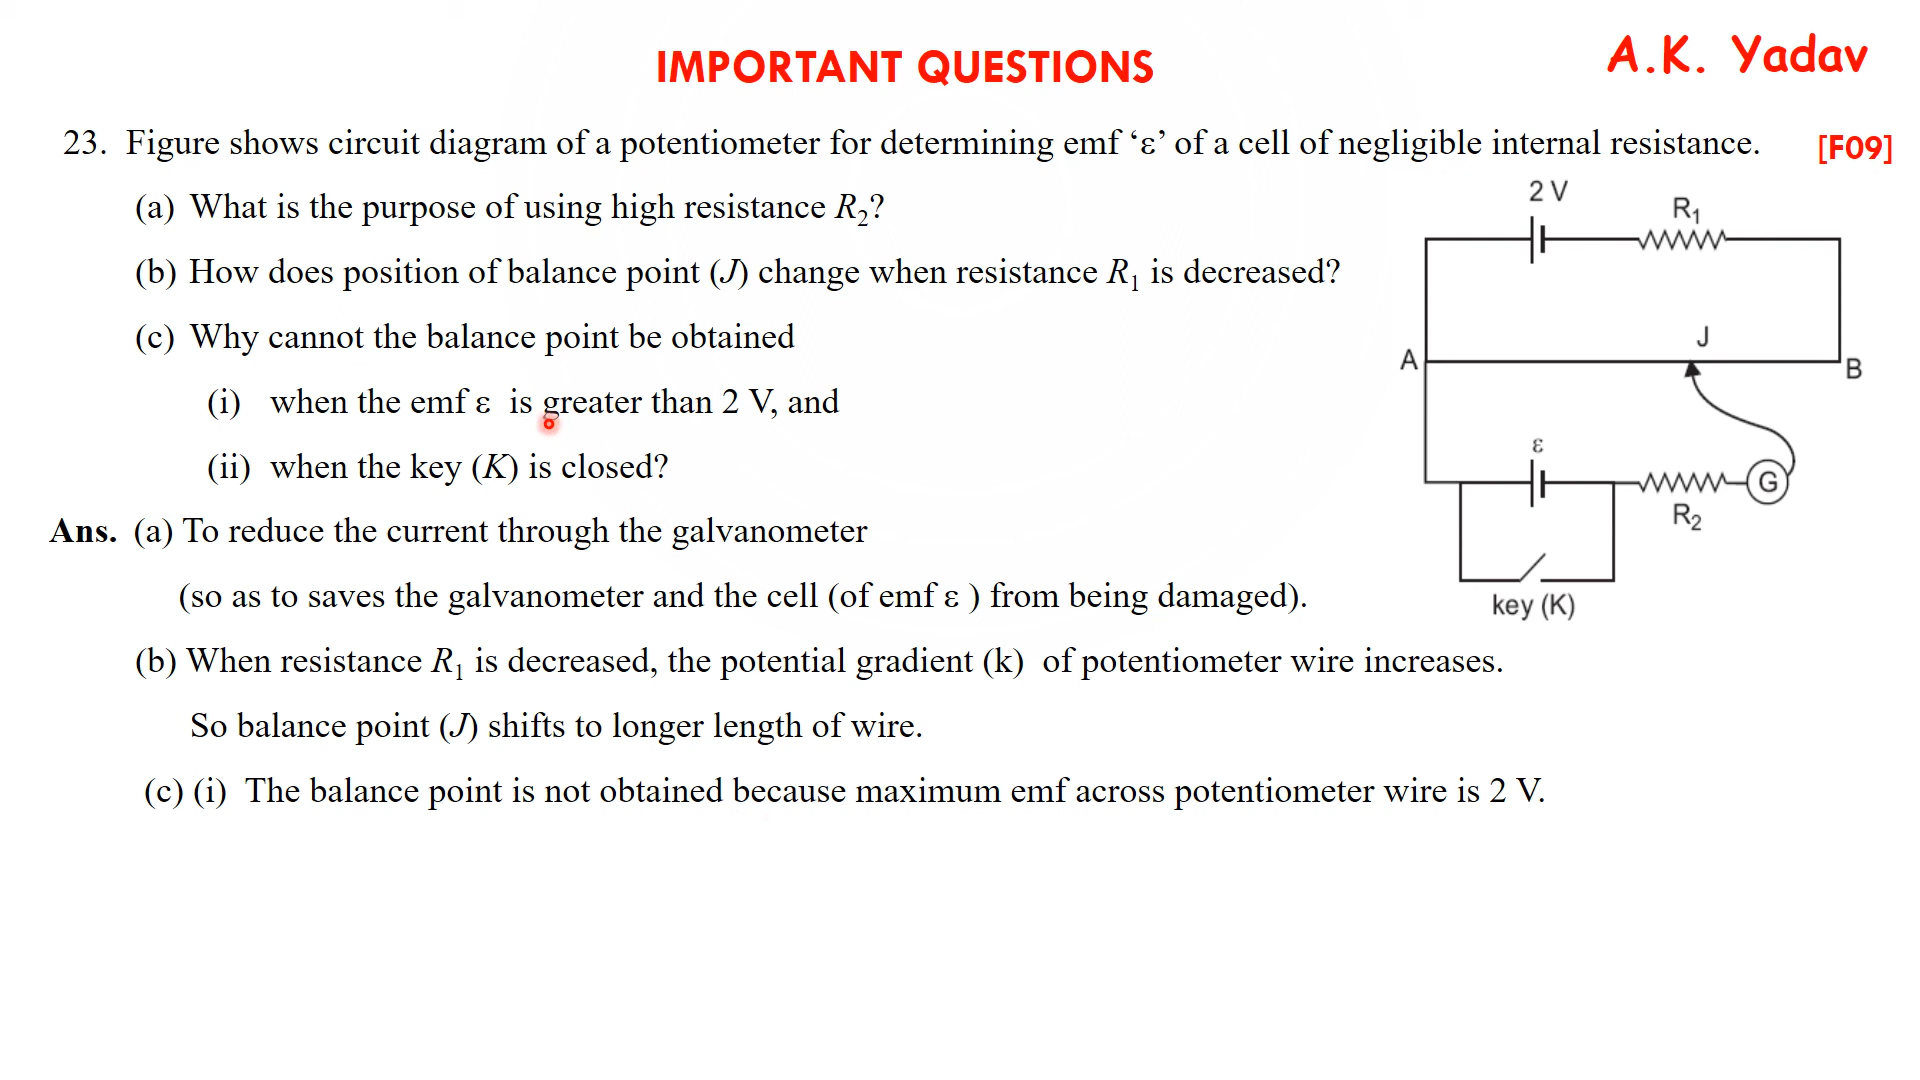 IMPORTANT QUESTIONS
A.K. Yadav
23. Figure shows circuit diagram of a potentiometer for determining emf ‘ε’ of a cell of negligible internal resistance. [F09]
(a) What is the purpose of using high resistance R₂?
(b) How does position of balance point (J) change when resistance R₁ is decreased?
(c) Why cannot the balance point be obtained
(i) when the emf ε is greater than 2 V, and
(ii) when the key (K) is closed?
2 V
R₁
J
A
B
ε
G
R₂
key (K)
Ans. (a) To reduce the current through the galvanometer
(so as to saves the galvanometer and the cell (of emf ε ) from being damaged).
(b) When resistance R₁ is decreased, the potential gradient (k) of potentiometer wire increases.
So balance point (J) shifts to longer length of wire.
(c) (i) The balance point is not obtained because maximum emf across potentiometer wire is 2 V.